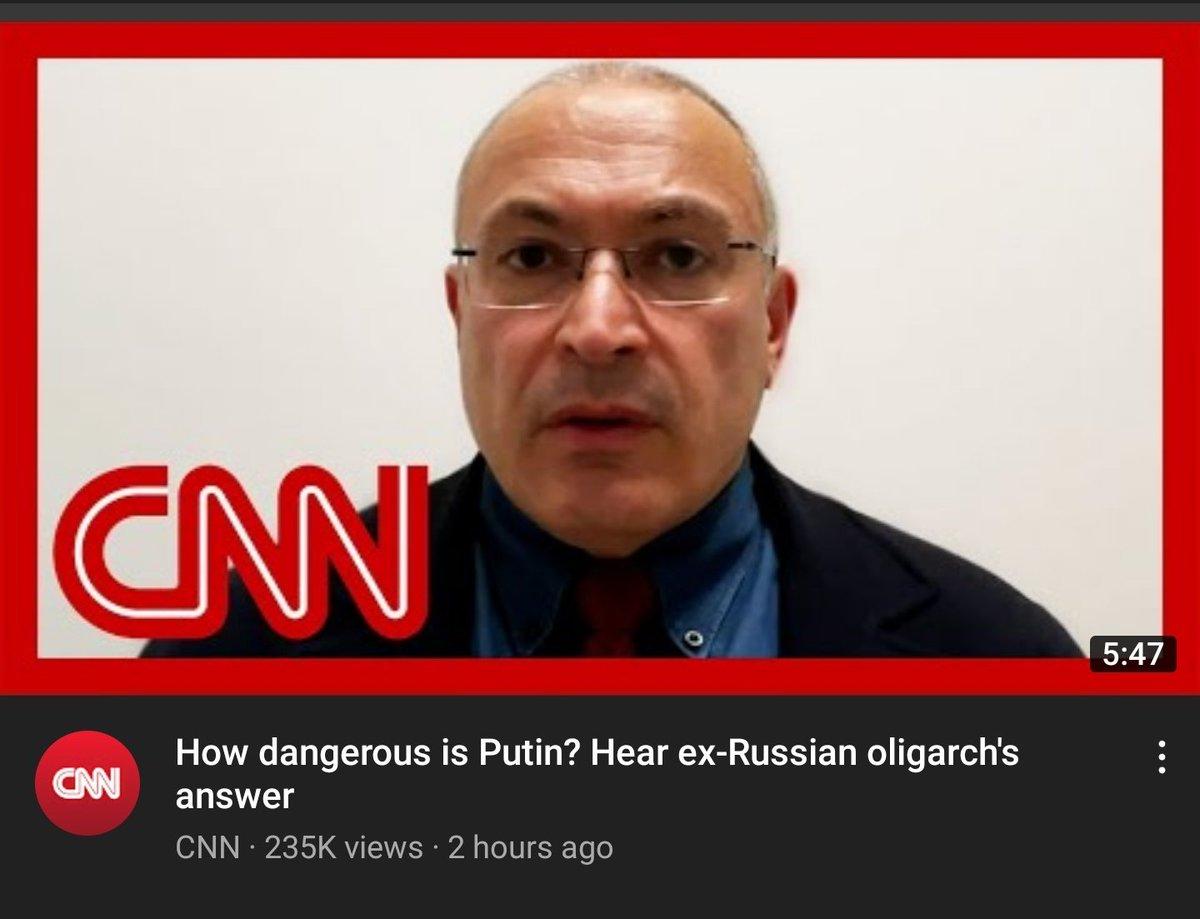 CNN
5:47
CNN
How dangerous is Putin? Hear ex-Russian oligarch's
answer
CNN · 235K views · 2 hours ago